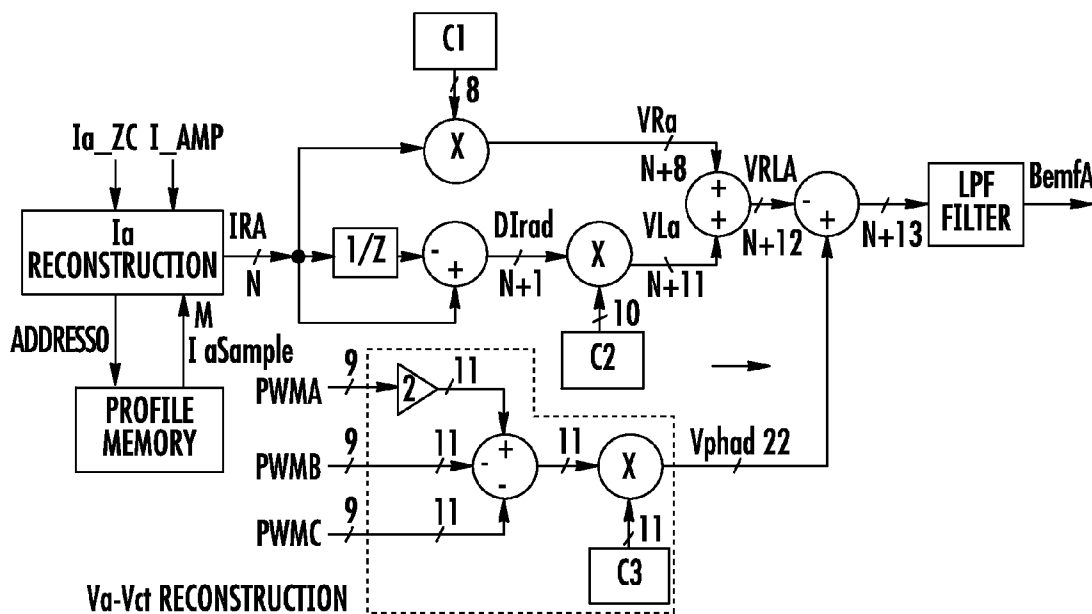 C1
8
Ia_ZC I_AMP
X
VRa
N+8
VRLA
BemfA
Ia
RECONSTRUCTION
IRA
N
1/Z
-
+
DIrad
N+1
X
VLa
N+11
+
+
N+12
-
+
N+13
LPF
FILTER
10
C2
M
ADDRESS0
I aSample
PROFILE
MEMORY
PWMA
9
2
11
PWMB
9
11
-
+
-
11
X
Vphad 22
PWMC
9
11
11
C3
Va-Vct RECONSTRUCTION